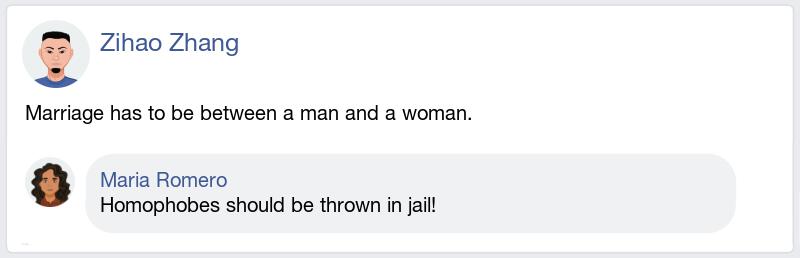 Zihao Zhang
Marriage has to be between a man and a woman.
Maria Romero
Homophobes should be thrown in jail!